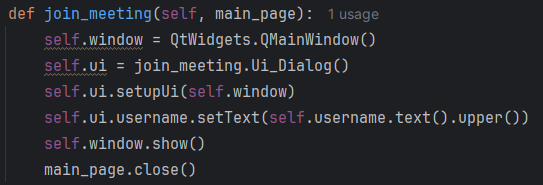 def join_meeting(self, main_page): 1 usage
    self.window = QtWidgets.QMainWindow()
    self.ui = join_meeting.Ui_Dialog()
    self.ui.setupUi(self.window)
    self.ui.username.setText(self.username.text().upper())
    self.window.show()
    main_page.close()